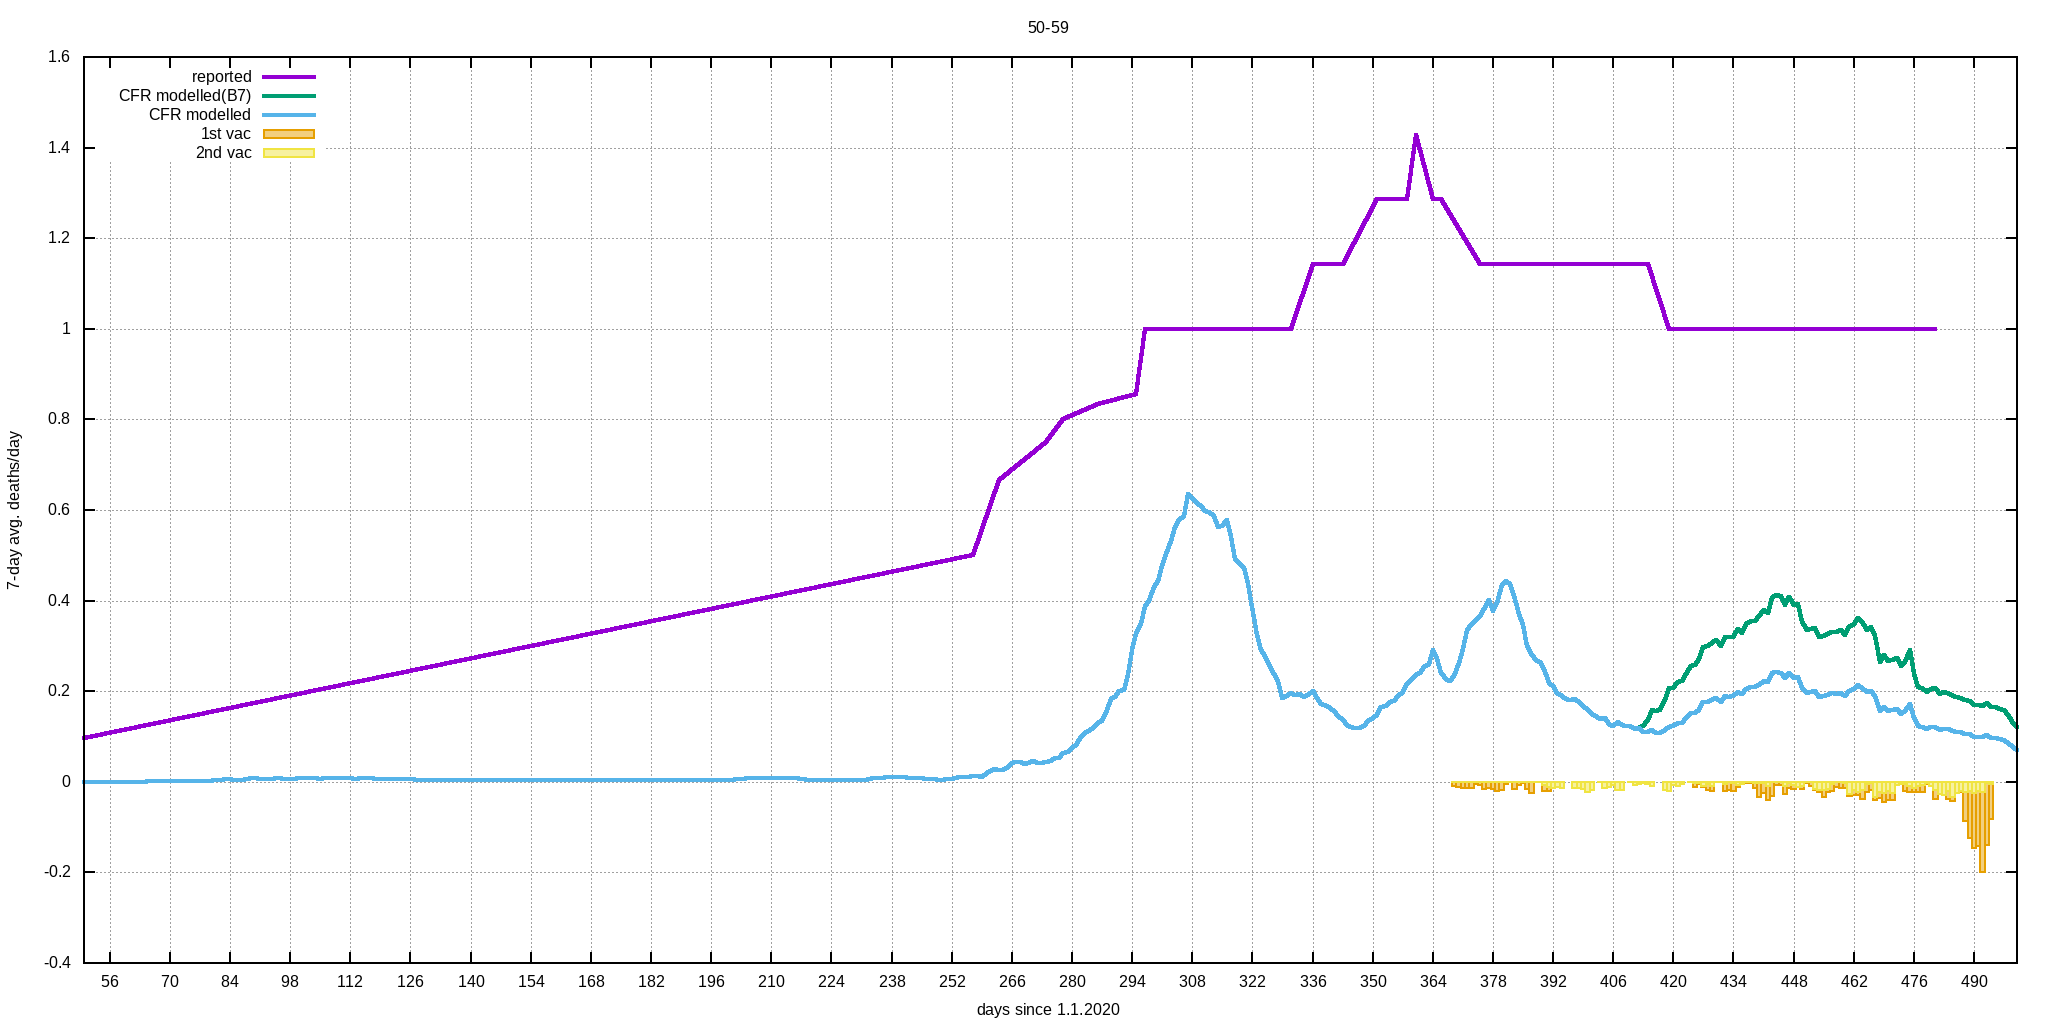 50-59
1.6
1.4
1.2
1
0.8
0.6
0.4
0.2
0
-0.2
-0.4
reported
CFR modelled(B7)
CFR modelled
1st vac
2nd vac
7-day avg. deaths/day
56 70 84 98 112 126 140 154 168 182 196 210 224 238 252 266 280 294 308 322 336 350 364 378 392 406 420 434 448 462 476 490
days since 1.1.2020